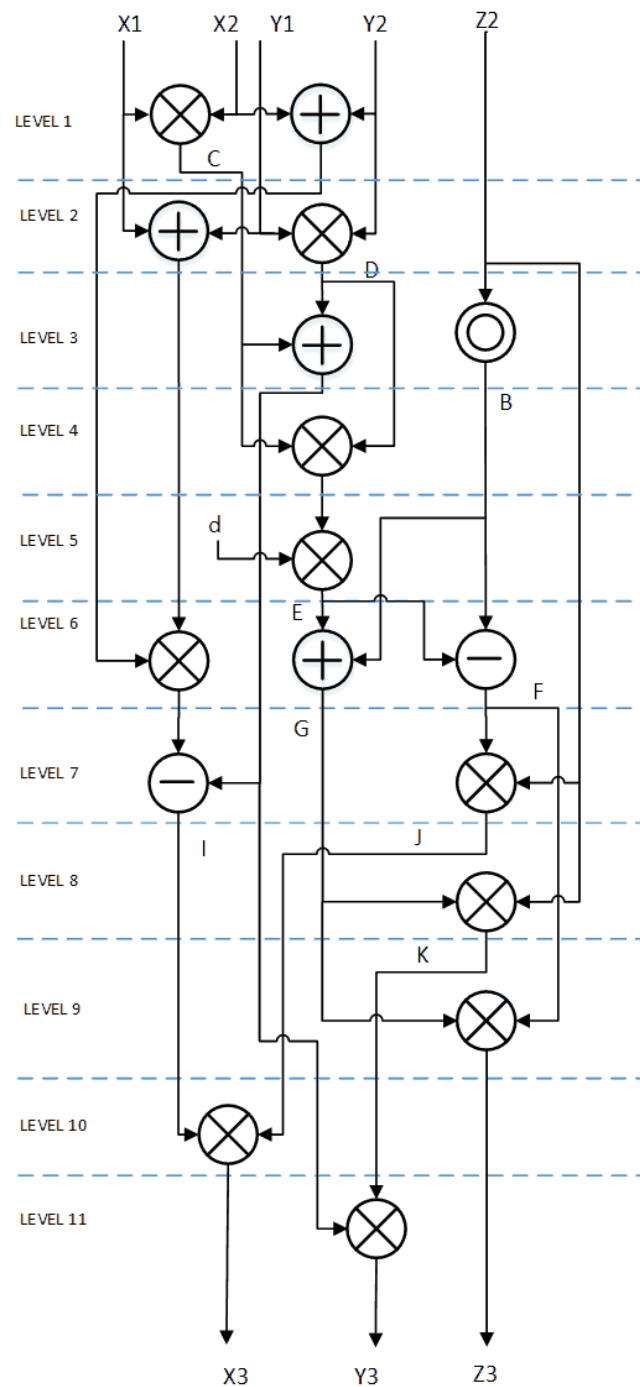 X1 X2 Y1 Y2 Z2
LEVEL 1
C
LEVEL 2
D
LEVEL 3
B
LEVEL 4
d
LEVEL 5
E
LEVEL 6
F
G
LEVEL 7
J
I
LEVEL 8
K
LEVEL 9
LEVEL 10
LEVEL 11
X3 Y3 Z3